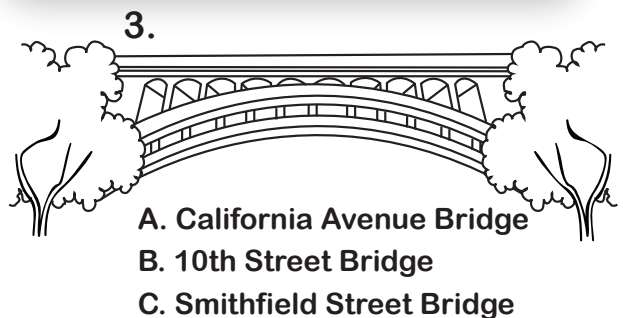 3.
A. California Avenue Bridge
B. 10th Street Bridge
C. Smithfield Street Bridge